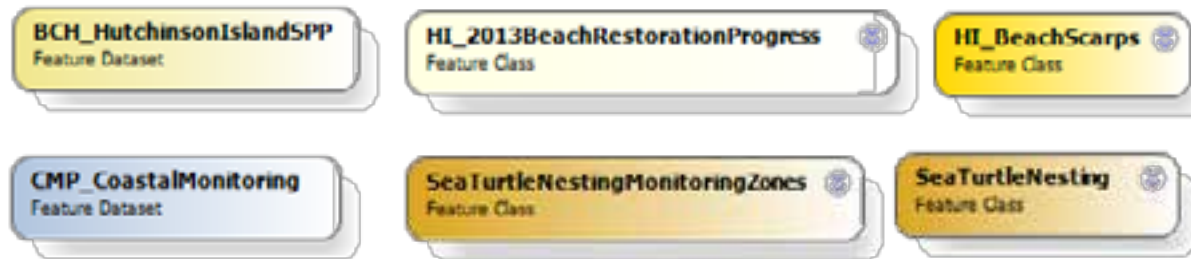 BCH_HutchinsonIslandSPP
Feature Dataset
HI_2013BeachRestorationProgress
Feature Class
HI_BeachScarps
Feature Class
CMP_CoastalMonitoring
Feature Dataset
SeaTurtleNestingMonitoringZones
Feature Class
SeaTurtleNesting
Feature Class